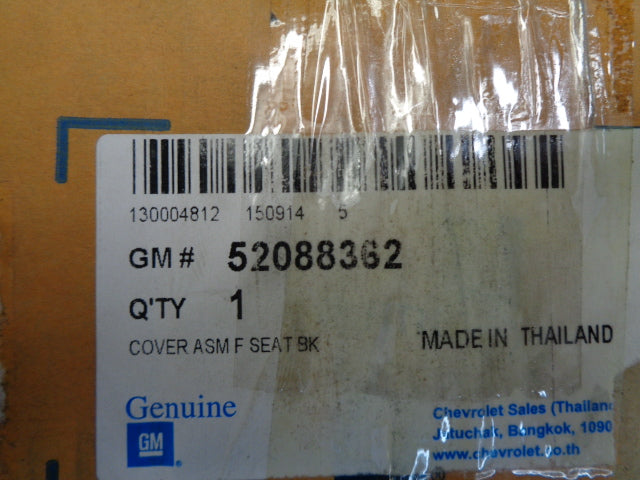 130004812 150914 5
GM # 52088362
Q'TY 1
COVER ASM F SEAT BK
MADE IN THAILAND
Genuine
GM
Chevrolet Sales (Thailand
Jatuchak, Bangkok, 1090
www.chevrolet.co.th